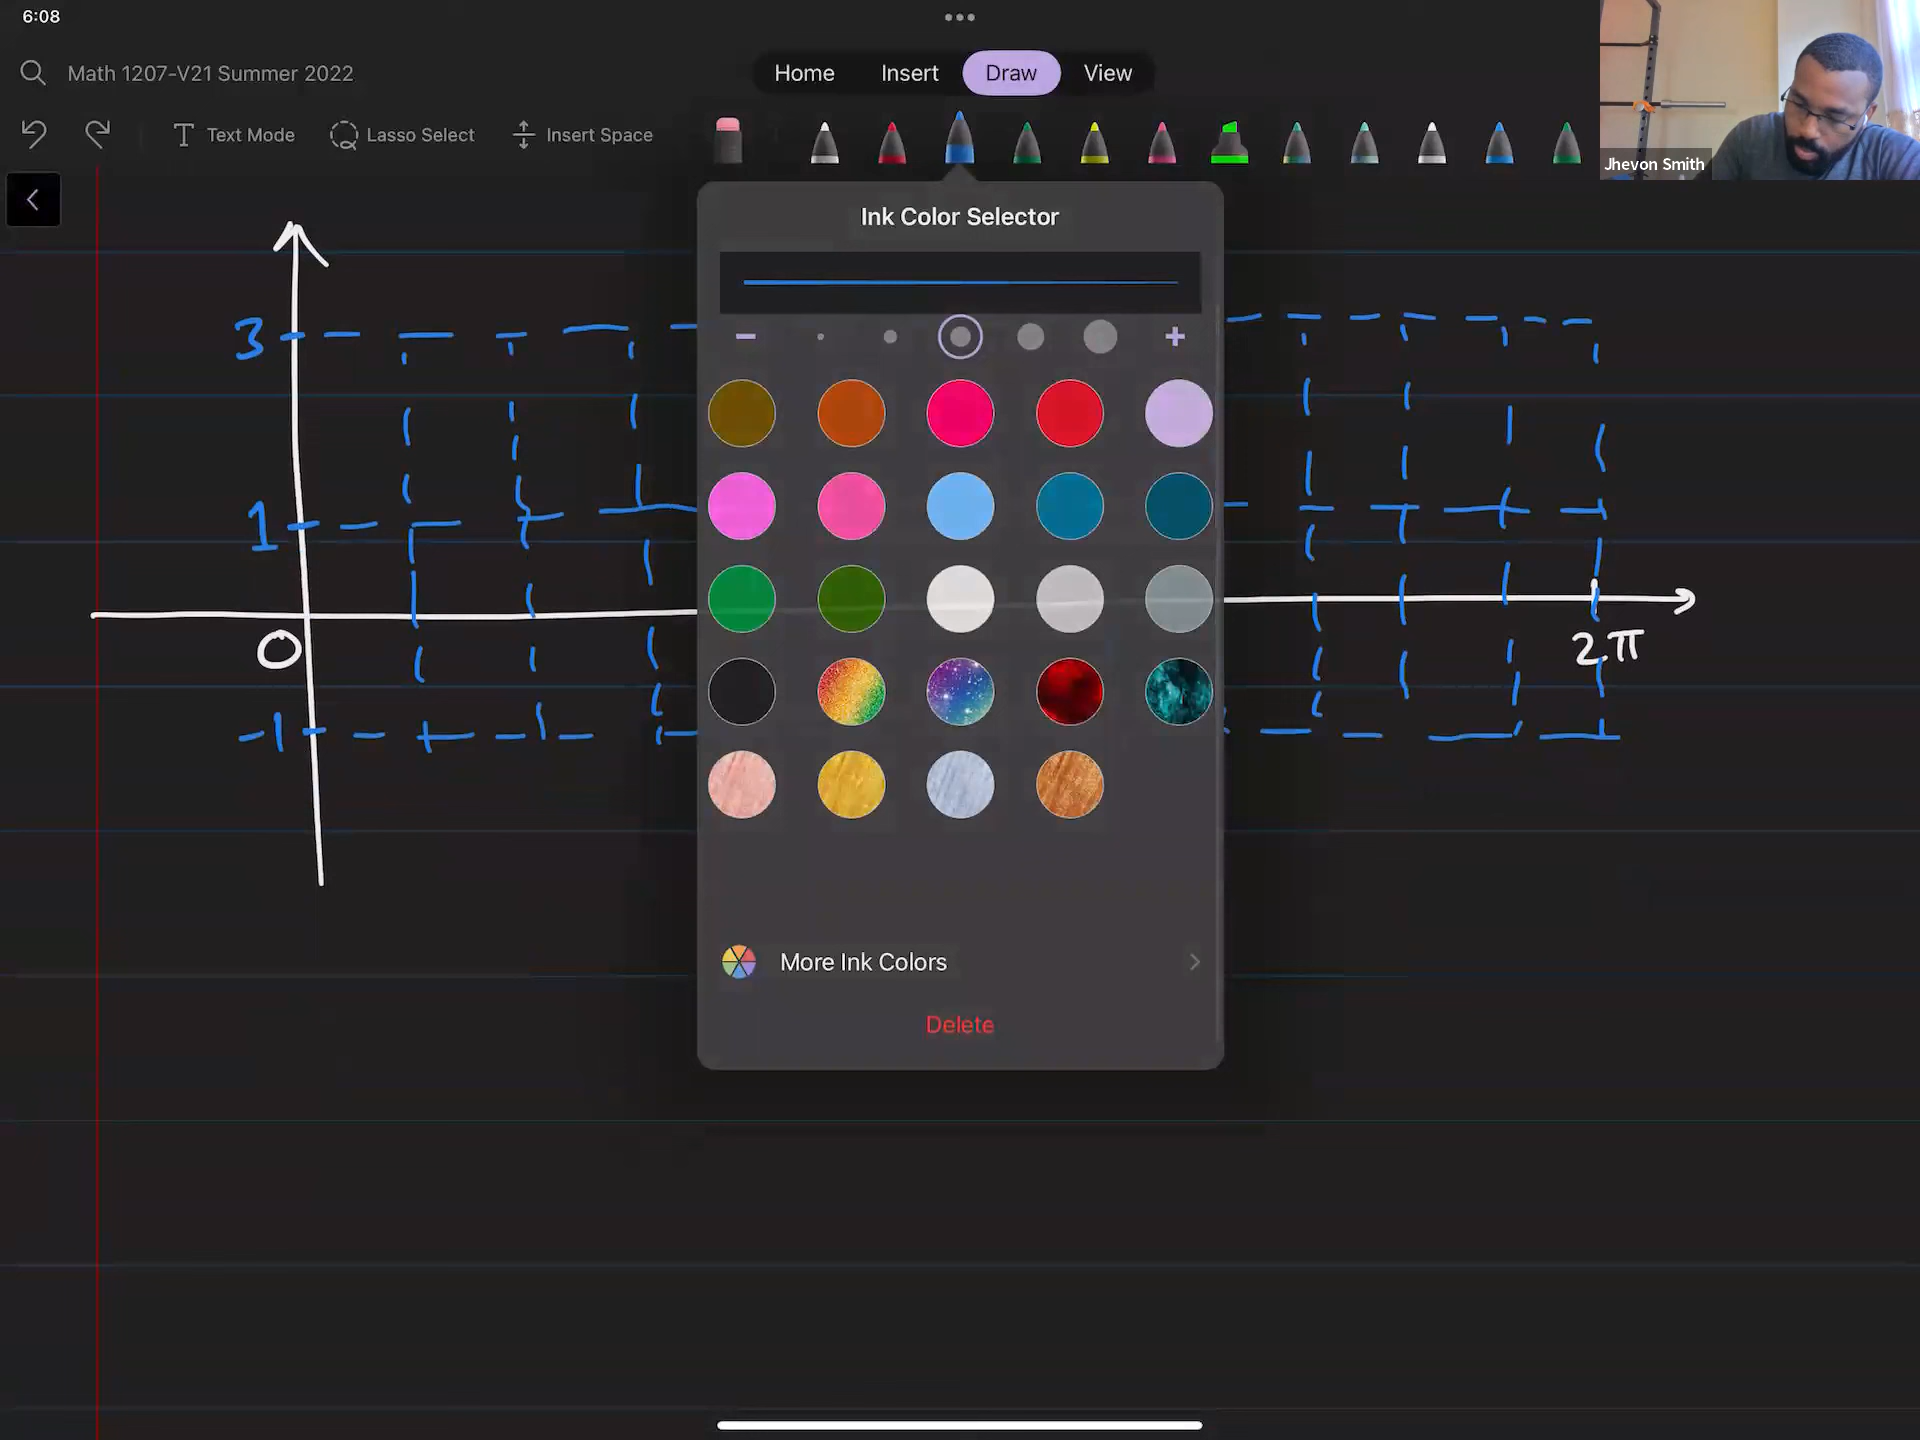 6:08
Math 1207-V21 Summer 2022
Home Insert Draw View
Text Mode Lasso Select Insert Space
Jhevon Smith
Ink Color Selector
3
1
0
2π
-1
More Ink Colors
Delete